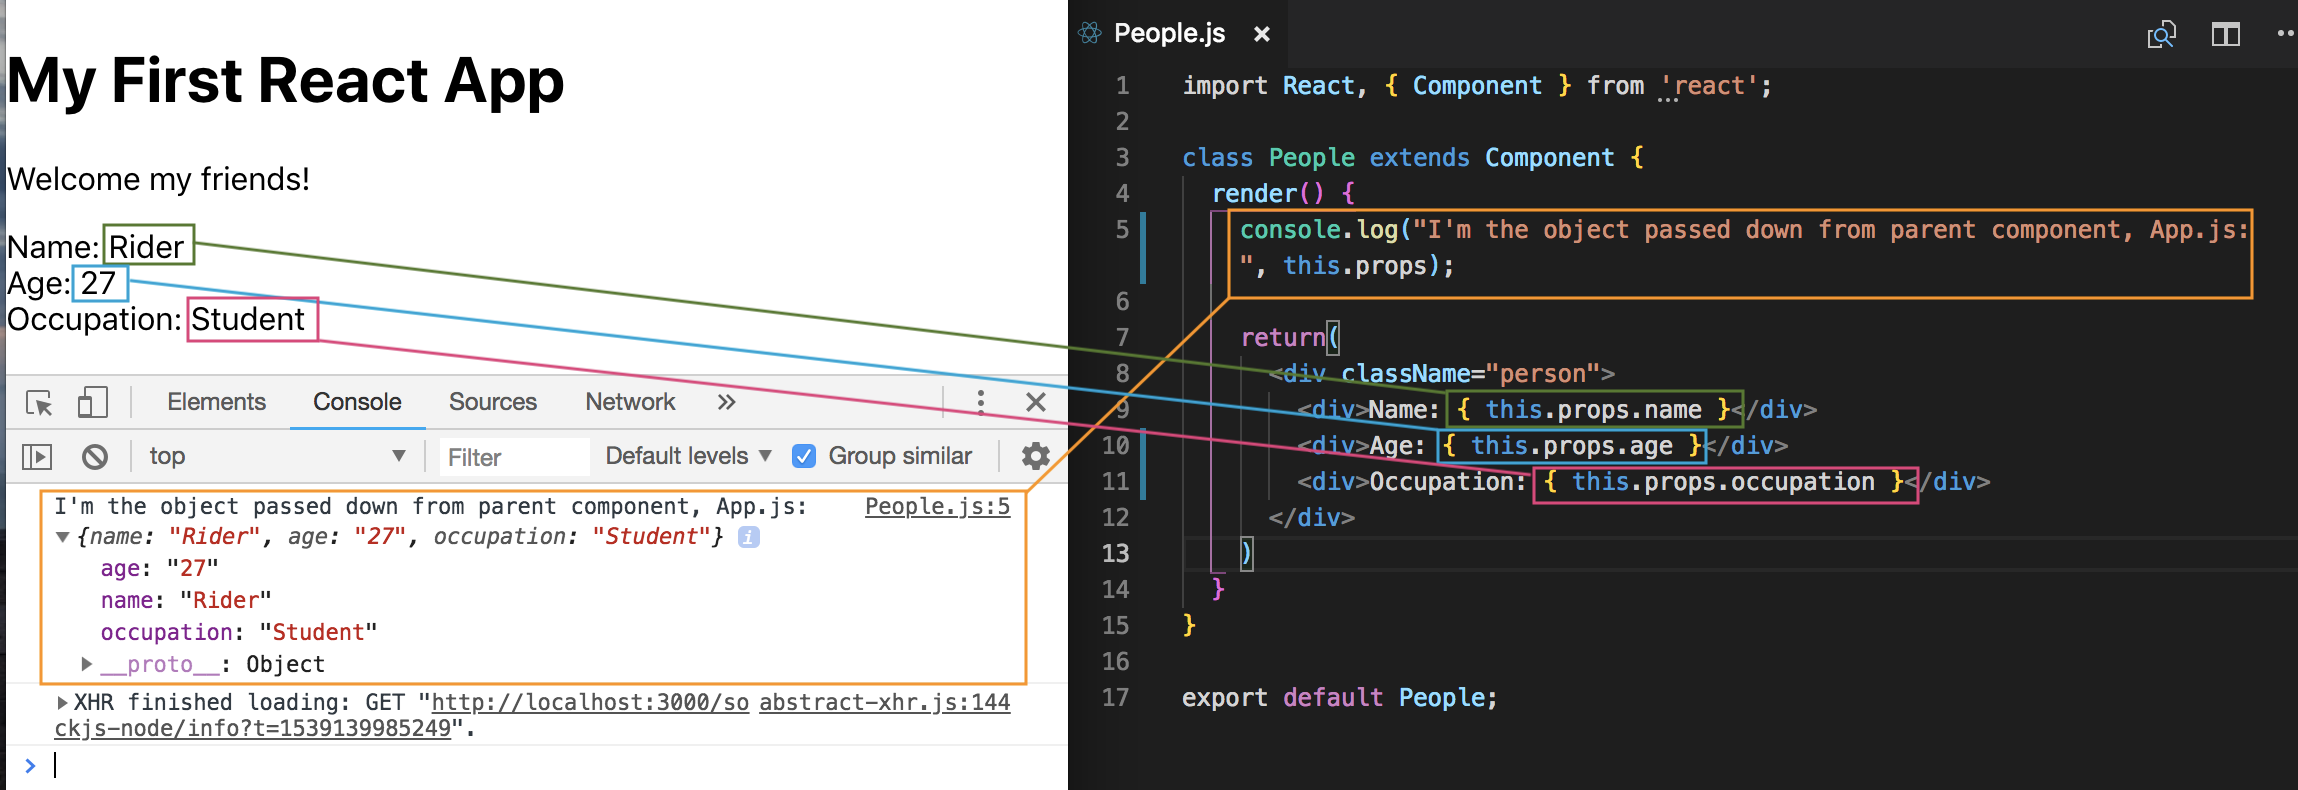 My First React App
Welcome my friends!
Name: Rider
Age: 27
Occupation: Student
Elements Console Sources Network »
top ▼ Filter Default levels ▼ Group similar
I'm the object passed down from parent component, App.js: People.js:5
▼{name: "Rider", age: "27", occupation: "Student"} i
age: "27"
name: "Rider"
occupation: "Student"
▶__proto__: Object
▶XHR finished loading: GET "http://localhost:3000/so abstract-xhr.js:144
ckjs-node/info?t=1539139985249".
>
People.js ×
1 import React, { Component } from 'react';
2
3 class People extends Component {
4 render() {
5 console.log("I'm the object passed down from parent component, App.js:
", this.props);
6
7 return(
8 <div className="person">
9 <div>Name: { this.props.name }</div>
10 <div>Age: { this.props.age }</div>
11 <div>Occupation: { this.props.occupation }</div>
12 </div>
13 )
14 }
15 }
16
17 export default People;